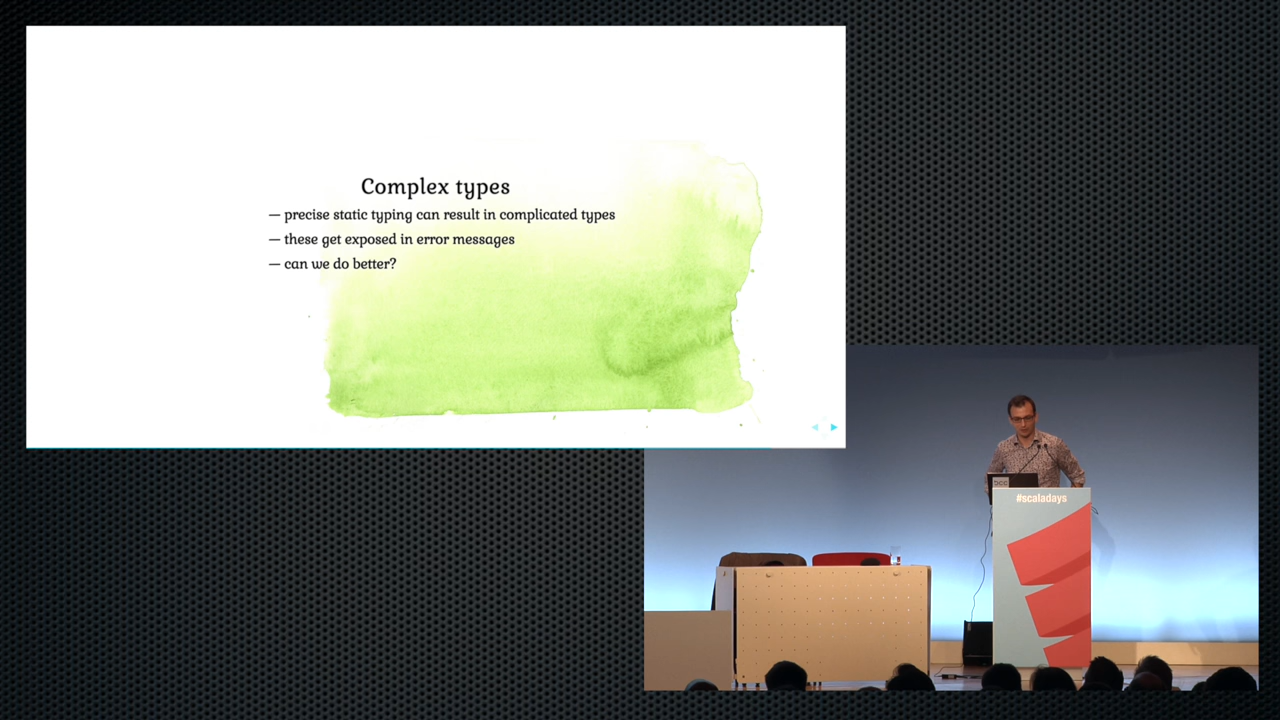 Complex types
— precise static typing can result in complicated types
— these get exposed in error messages
— can we do better?
bcc
#scaladays